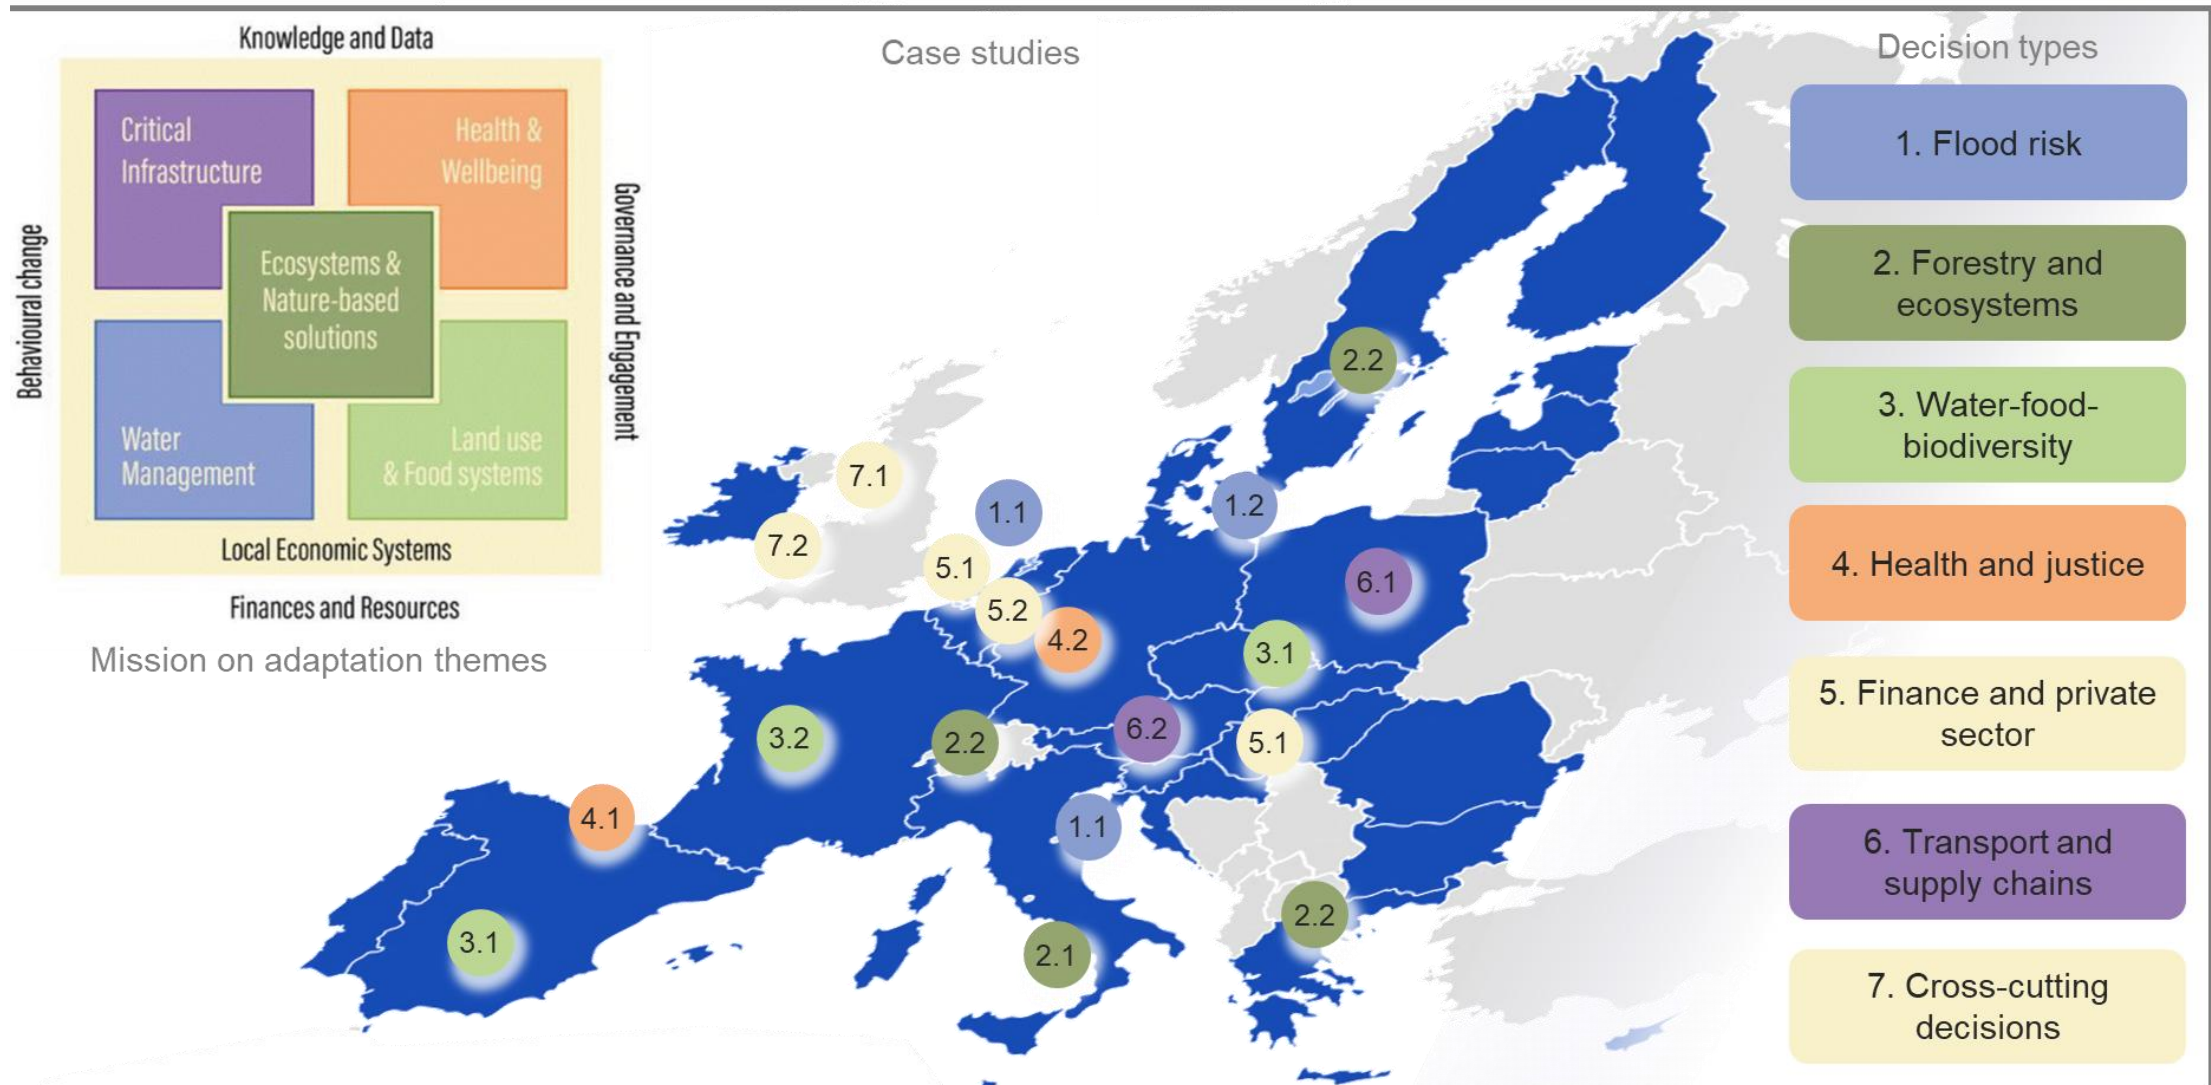 Knowledge and Data
Critical
Infrastructure
Health &
Wellbeing
Ecosystems &
Nature-based
solutions
Water
Management
Land use
& Food systems
Behavioural change
Governance and Engagement
Local Economic Systems
Finances and Resources
Mission on adaptation themes
Case studies
2.2
7.1
1.1
1.2
7.2
5.1
6.1
5.2
4.2
3.1
3.2
2.2
6.2
5.1
4.1
1.1
2.2
3.1
2.1
Decision types
1. Flood risk
2. Forestry and
ecosystems
3. Water-food-
biodiversity
4. Health and justice
5. Finance and private
sector
6. Transport and
supply chains
7. Cross-cutting
decisions